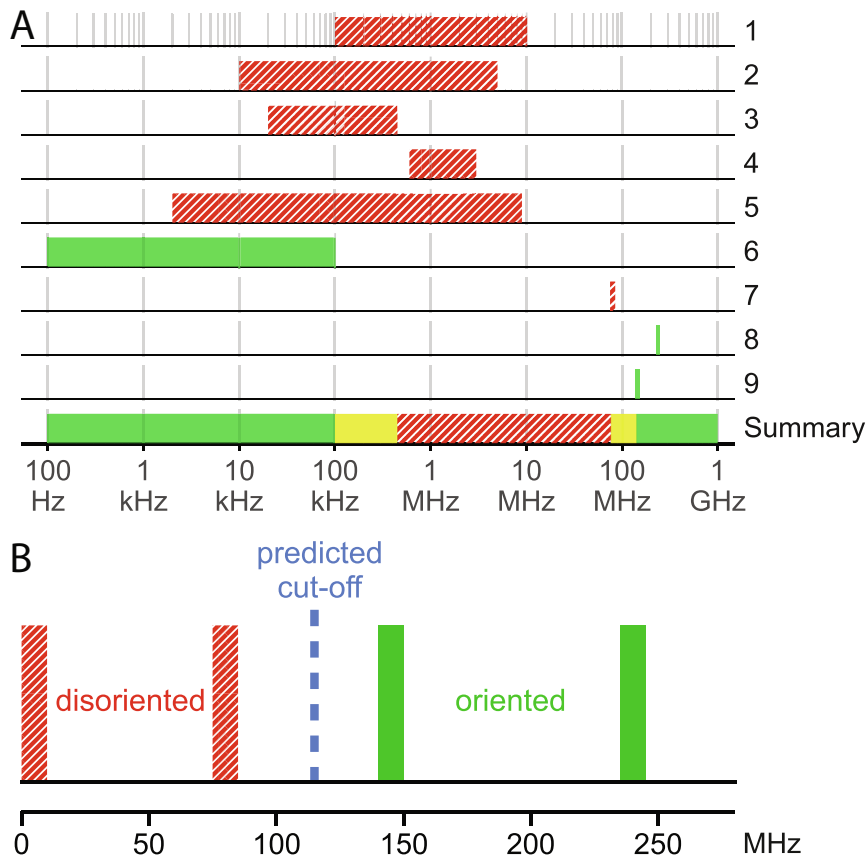 A
1
2
3
4
5
6
7
8
9
Summary
100 1 10 100 1 10 100 1
Hz kHz kHz kHz MHz MHz MHz GHz
B
predicted
cut-off
disoriented
oriented
0 50 100 150 200 250 MHz